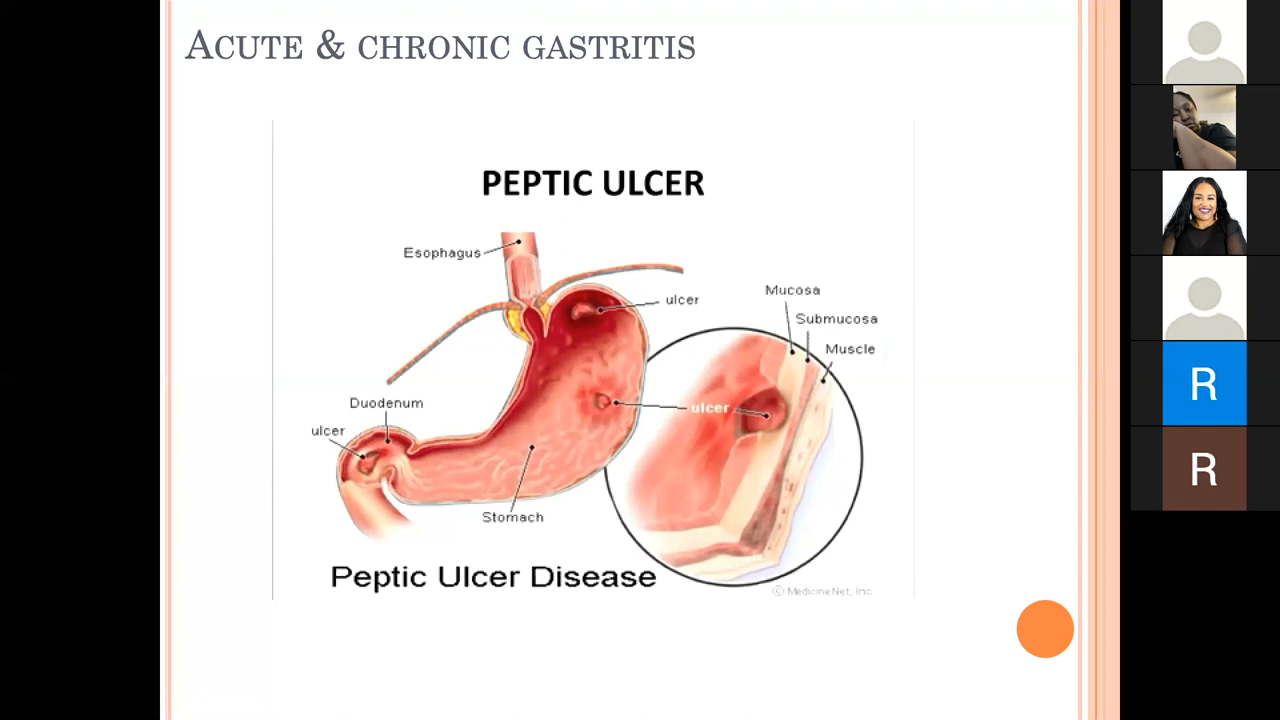 ACUTE & CHRONIC GASTRITIS
PEPTIC ULCER
Esophagus
ulcer
Mucosa
Submucosa
Muscle
Duodenum
ulcer
ulcer
Stomach
Peptic Ulcer Disease
© MedicineNet, Inc
R
R